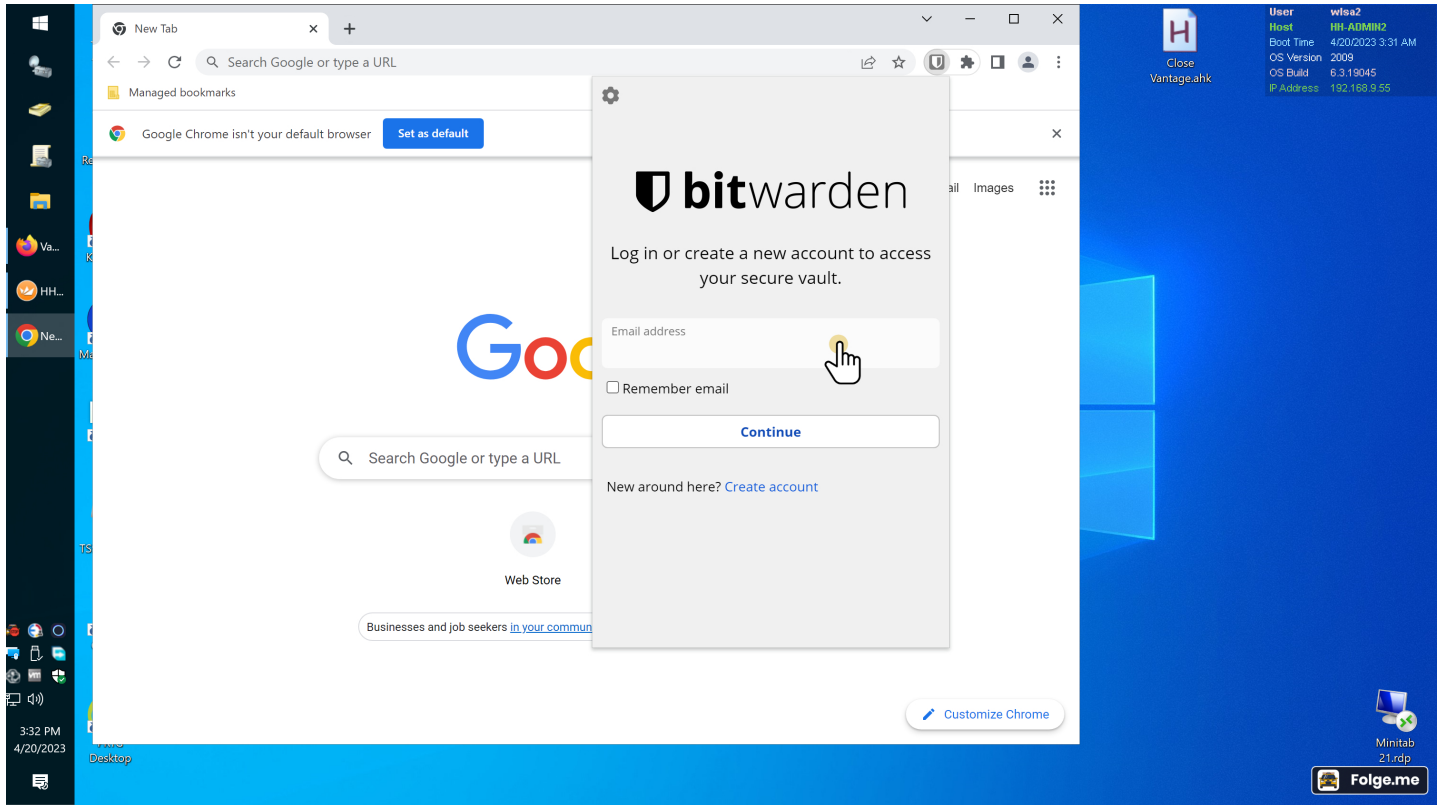 New Tab
Search Google or type a URL
Managed bookmarks
Google Chrome isn't your default browser
Set as default
Images
bitwarden
Log in or create a new account to access
your secure vault.
Email address
Remember email
Continue
New around here? Create account
Search Google or type a URL
Web Store
Businesses and job seekers in your commun
Customize Chrome
Va...
HH...
Ne...
3:32 PM
4/20/2023
Desktop
Close
Vantage.ahk
User wlsa2
Host HH-ADMIN2
Boot Time 4/20/2023 3:31 AM
OS Version 2009
OS Build 6.3.19045
IP Address 192.168.9.55
Minitab
21.rdp
Folge.me